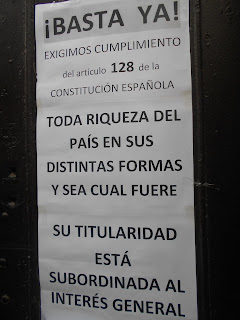 ¡BASTA YA!
EXIGIMOS CUMPLIMIENTO
del artículo 128 de la
CONSTITUCIÓN ESPAÑOLA
TODA RIQUEZA DEL
PAÍS EN SUS
DISTINTAS FORMAS
Y SEA CUAL FUERE
SU TITULARIDAD
ESTÁ
SUBORDINADA AL
INTERÉS GENERAL